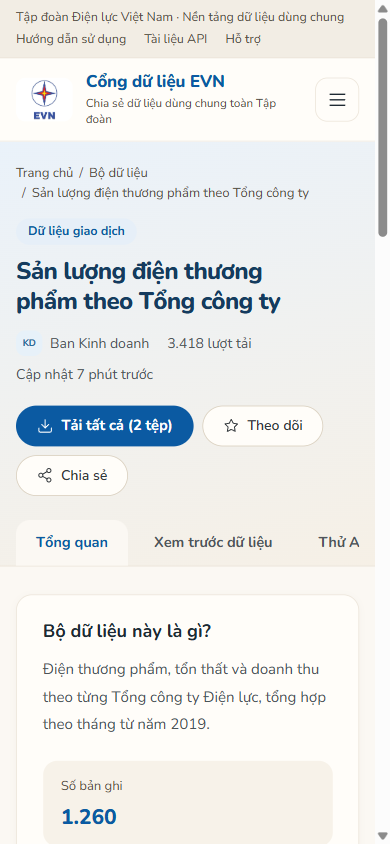 Tập đoàn Điện lực Việt Nam · Nền tảng dữ liệu dùng chung
Hướng dẫn sử dụng Tài liệu API Hỗ trợ
EVN
Cổng dữ liệu EVN
Chia sẻ dữ liệu dùng chung toàn Tập
đoàn
Trang chủ / Bộ dữ liệu
/ Sản lượng điện thương phẩm theo Tổng công ty
Dữ liệu giao dịch
Sản lượng điện thương
phẩm theo Tổng công ty
KD Ban Kinh doanh 3.418 lượt tải
Cập nhật 7 phút trước
Tải tất cả (2 tệp) Theo dõi
Chia sẻ
Tổng quan Xem trước dữ liệu Thử A
Bộ dữ liệu này là gì?
Điện thương phẩm, tổn thất và doanh thu
theo từng Tổng công ty Điện lực, tổng hợp
theo tháng từ năm 2019.
Số bản ghi
1.260